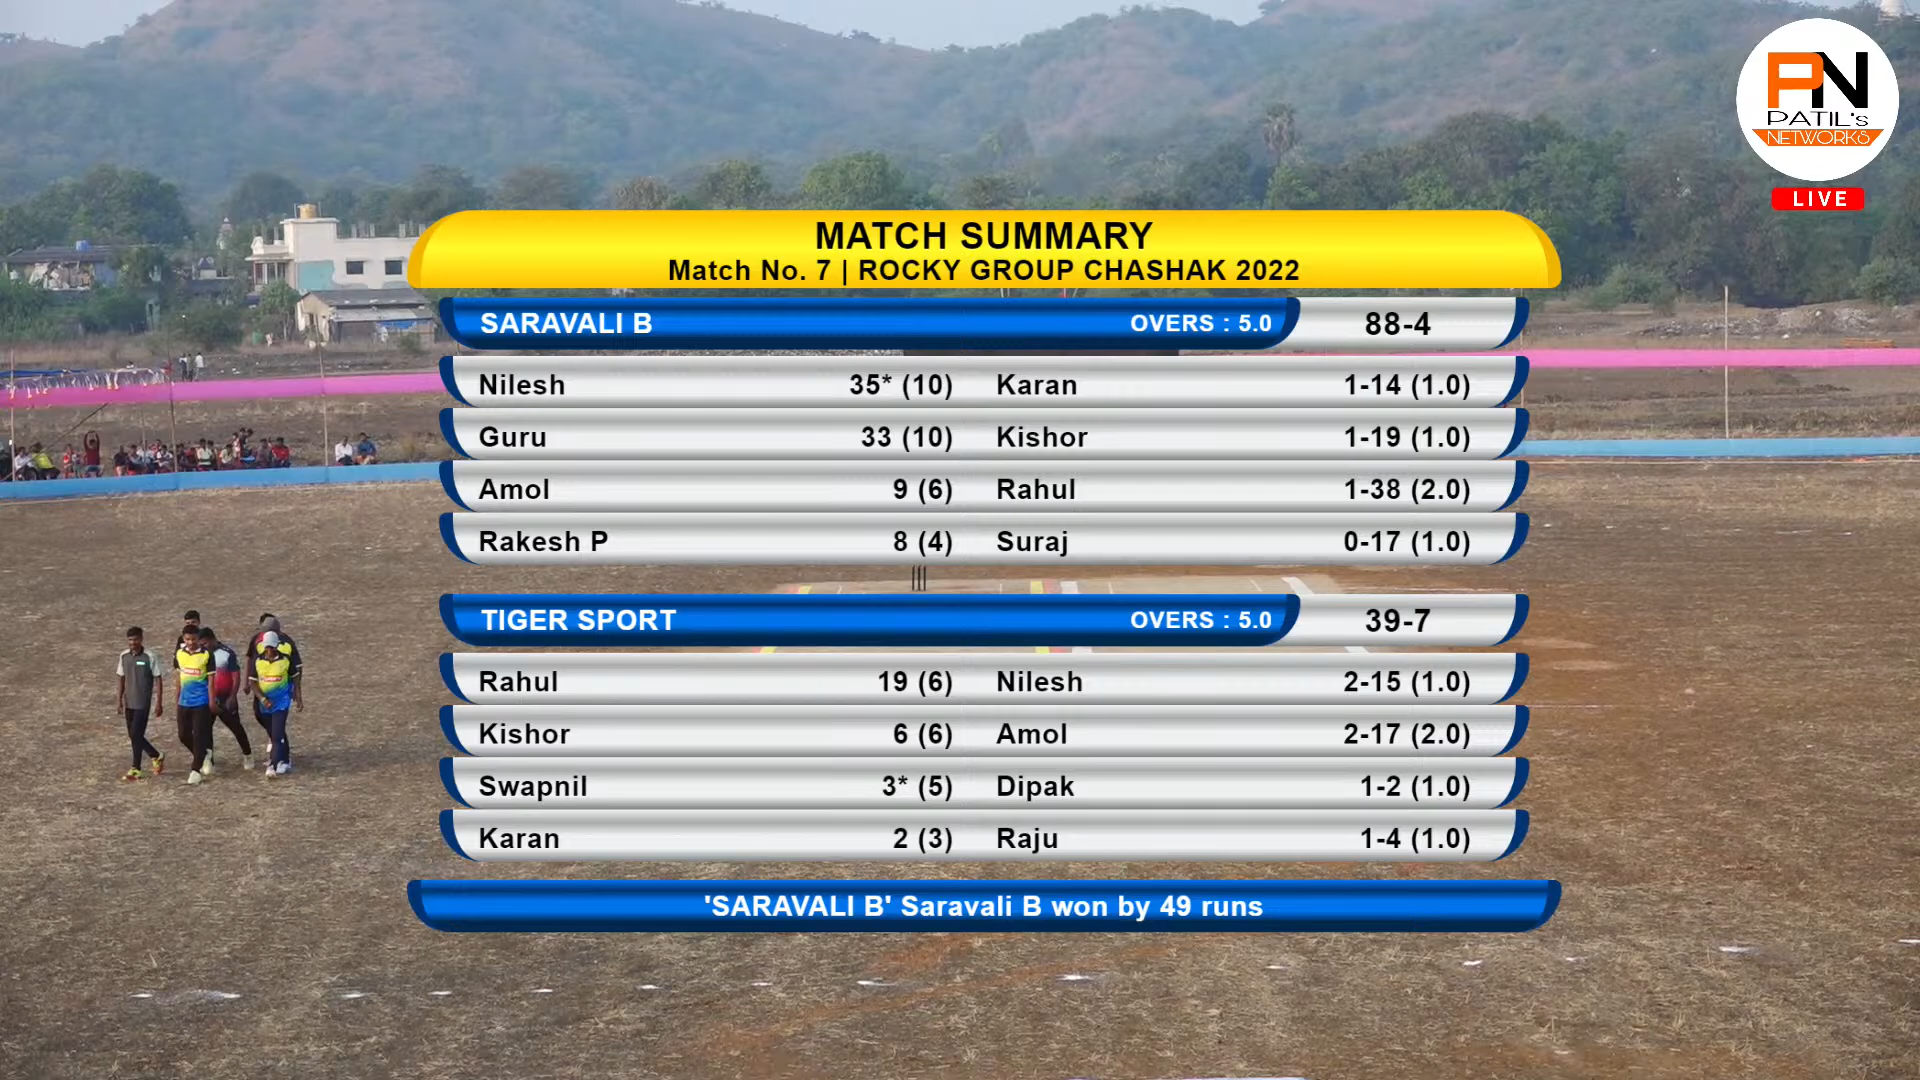 PN
PATIL's
NETWORKS
LIVE
MATCH SUMMARY
Match No. 7 | ROCKY GROUP CHASHAK 2022
SARAVALI B OVERS : 5.0 88-4
Nilesh 35* (10) Karan 1-14 (1.0)
Guru 33 (10) Kishor 1-19 (1.0)
Amol 9 (6) Rahul 1-38 (2.0)
Rakesh P 8 (4) Suraj 0-17 (1.0)
TIGER SPORT OVERS : 5.0 39-7
Rahul 19 (6) Nilesh 2-15 (1.0)
Kishor 6 (6) Amol 2-17 (2.0)
Swapnil 3* (5) Dipak 1-2 (1.0)
Karan 2 (3) Raju 1-4 (1.0)
'SARAVALI B' Saravali B won by 49 runs